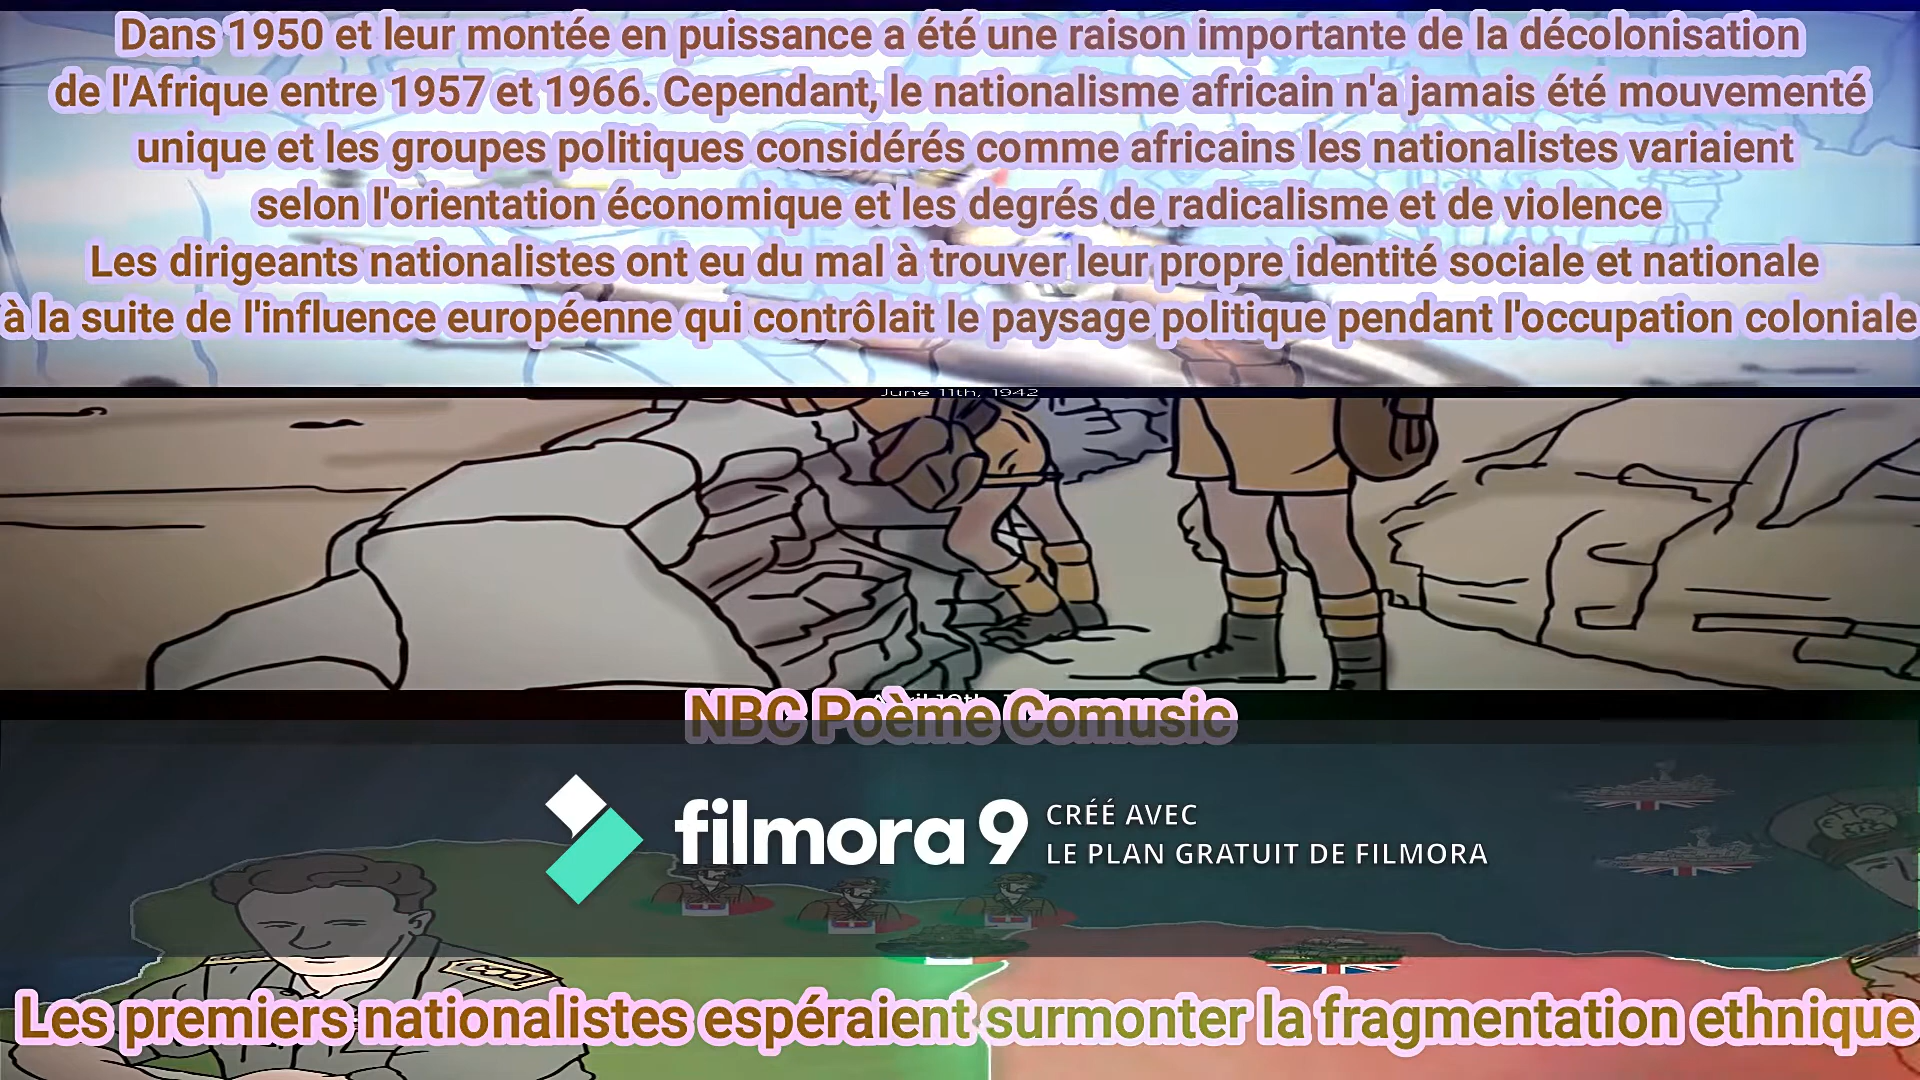 Dans 1950 et leur montée en puissance a été une raison importante de la décolonisation
de l'Afrique entre 1957 et 1966. Cependant, le nationalisme africain n'a jamais été mouvementé
unique et les groupes politiques considérés comme africains les nationalistes variaient
selon l'orientation économique et les degrés de radicalisme et de violence
Les dirigeants nationalistes ont eu du mal à trouver leur propre identité sociale et nationale
à la suite de l'influence européenne qui contrôlait le paysage politique pendant l'occupation coloniale
June 11th, 1942
NBC Poème Comusic
filmora 9
CRÉÉ AVEC
LE PLAN GRATUIT DE FILMORA
Les premiers nationalistes espéraient surmonter la fragmentation ethnique